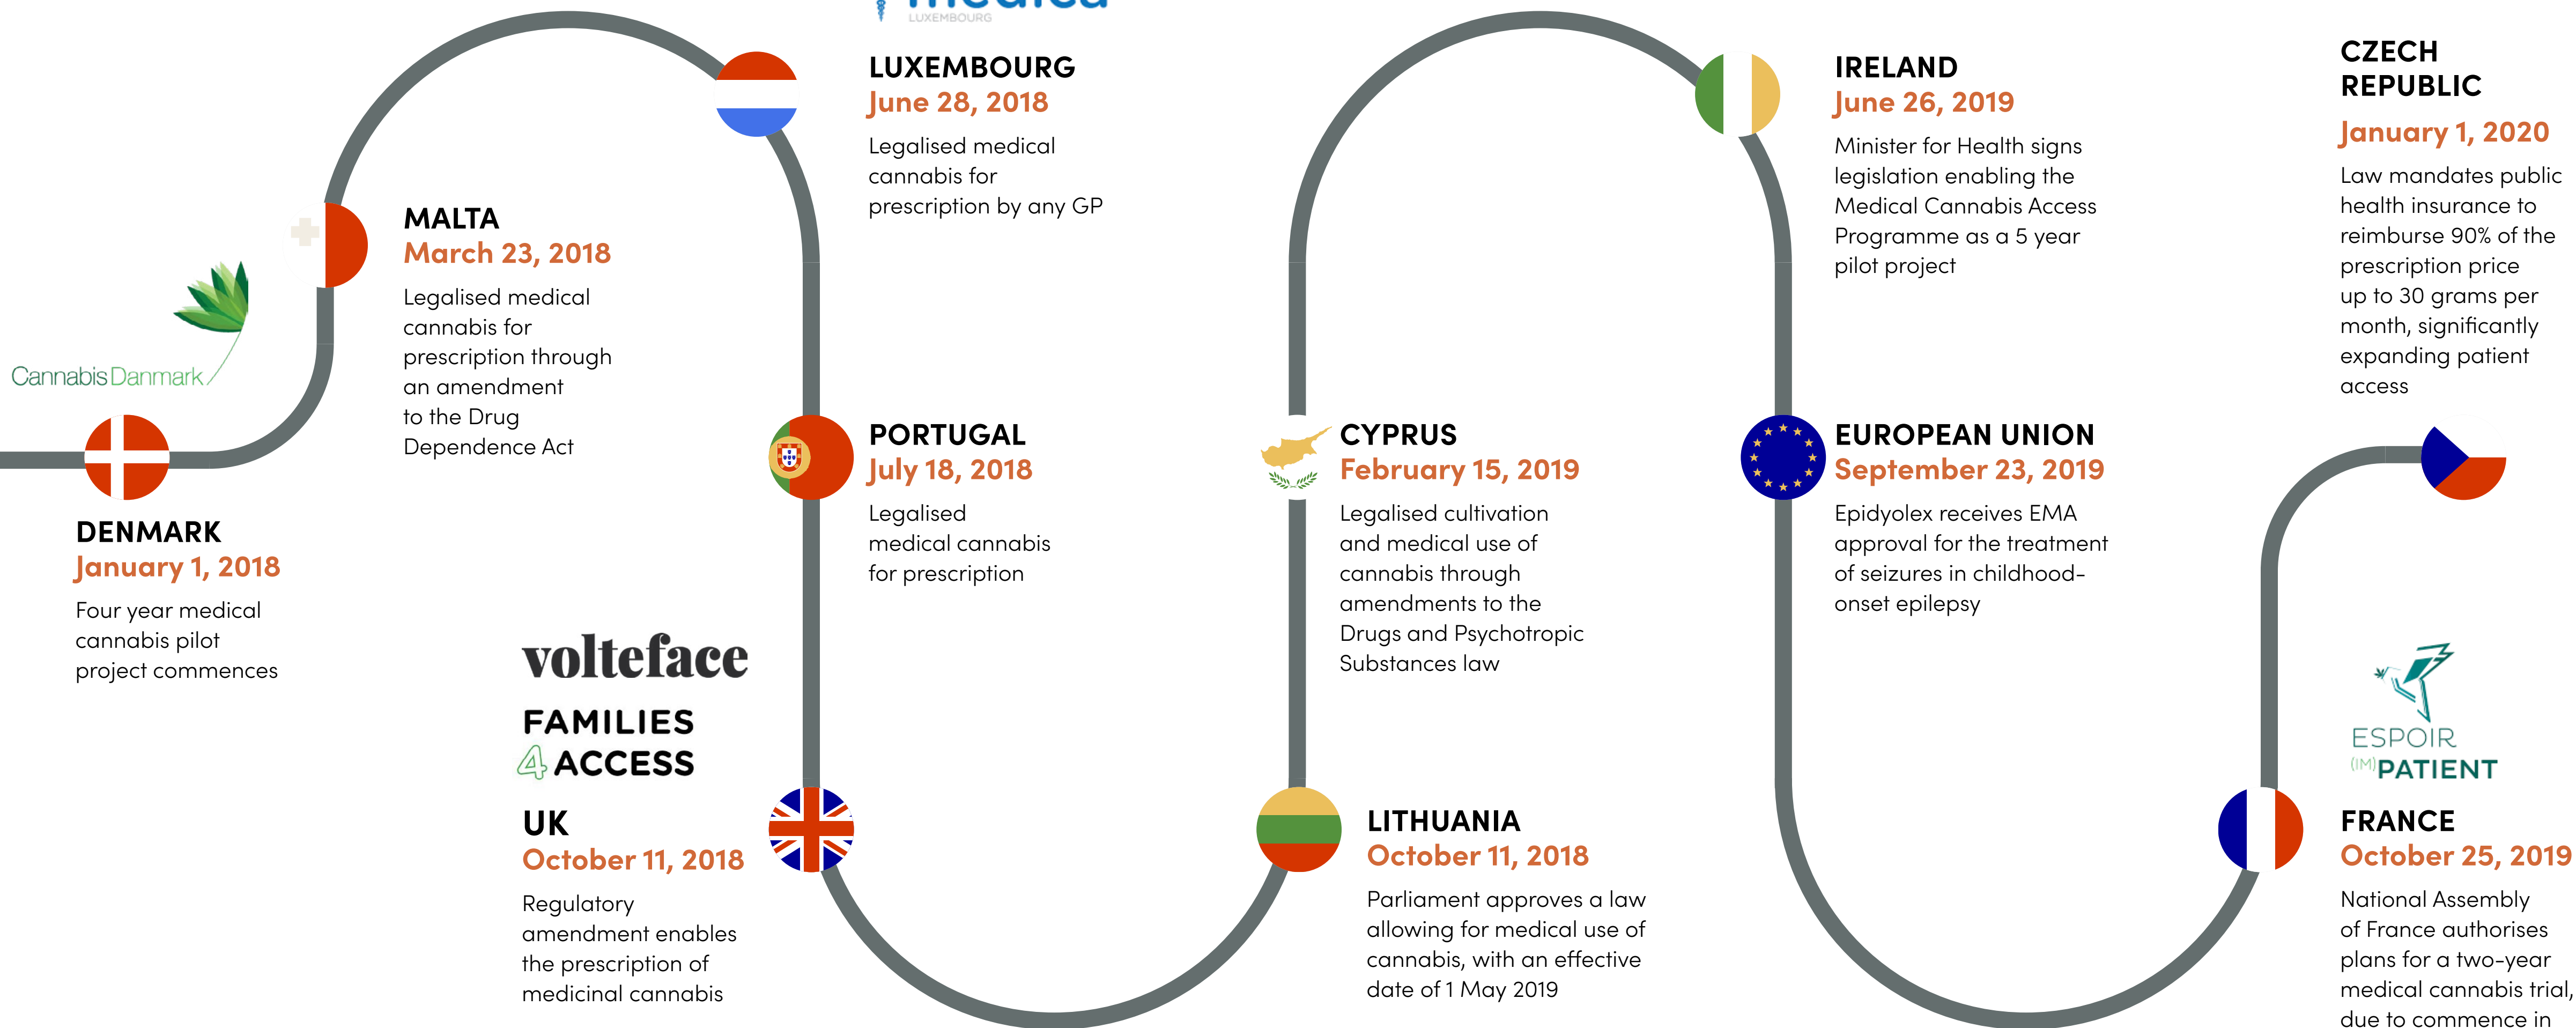 Cannabis Danmark
DENMARK
January 1, 2018
Four year medical
cannabis pilot
project commences
MALTA
March 23, 2018
Legalised medical
cannabis for
prescription through
an amendment
to the Drug
Dependence Act
LUXEMBOURG
LUXEMBOURG
June 28, 2018
Legalised medical
cannabis for
prescription by any GP
PORTUGAL
July 18, 2018
Legalised
medical cannabis
for prescription
volteface
FAMILIES
4 ACCESS
UK
October 11, 2018
Regulatory
amendment enables
the prescription of
medicinal cannabis
LITHUANIA
October 11, 2018
Parliament approves a law
allowing for medical use of
cannabis, with an effective
date of 1 May 2019
CYPRUS
February 15, 2019
Legalised cultivation
and medical use of
cannabis through
amendments to the
Drugs and Psychotropic
Substances law
IRELAND
June 26, 2019
Minister for Health signs
legislation enabling the
Medical Cannabis Access
Programme as a 5 year
pilot project
EUROPEAN UNION
September 23, 2019
Epidyolex receives EMA
approval for the treatment
of seizures in childhood-
onset epilepsy
ESPOIR
(IM)PATIENT
FRANCE
October 25, 2019
National Assembly
of France authorises
plans for a two-year
medical cannabis trial,
due to commence in
CZECH
REPUBLIC
January 1, 2020
Law mandates public
health insurance to
reimburse 90% of the
prescription price
up to 30 grams per
month, significantly
expanding patient
access